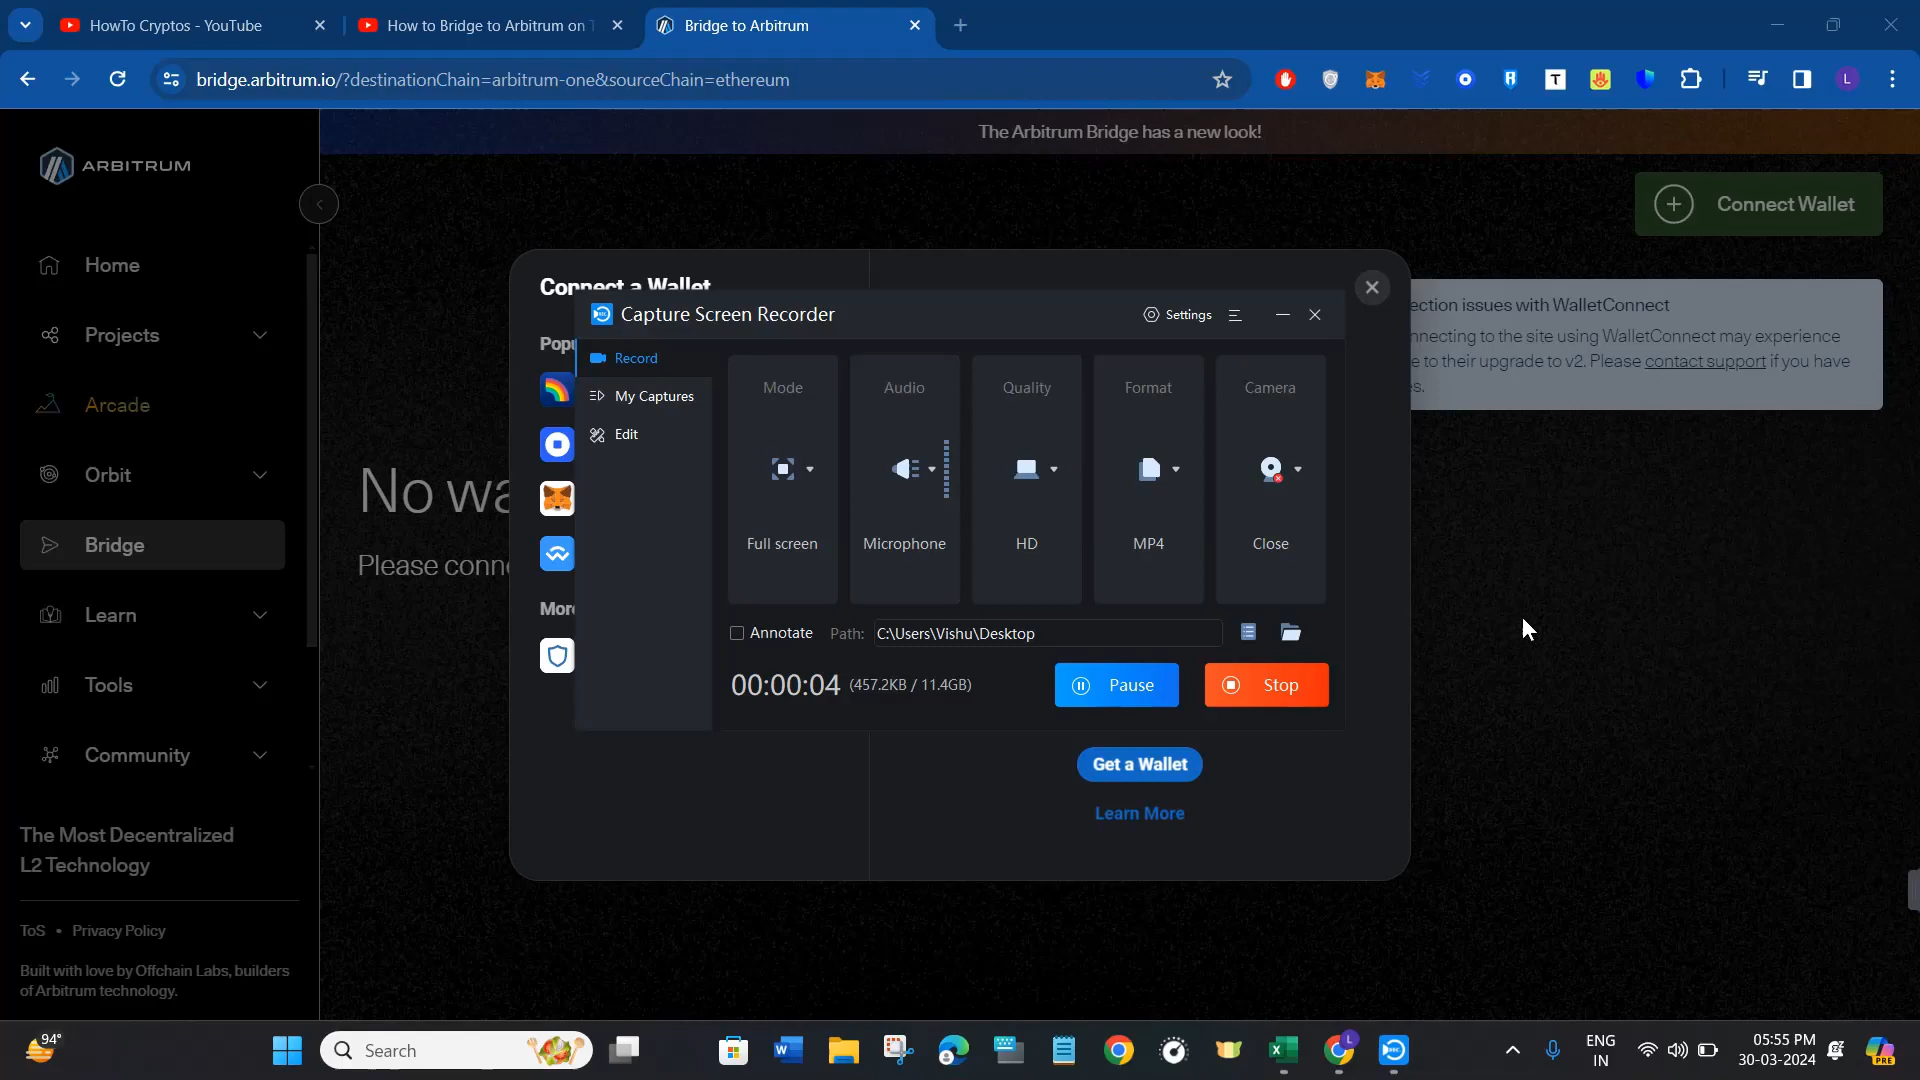 HowTo Cryptos - YouTube
How to Bridge to Arbitrum on
Bridge to Arbitrum
bridge.arbitrum.io/?destinationChain=arbitrum-one&sourceChain=ethereum
L
The Arbitrum Bridge has a new look!
ARBITRUM
Connect Wallet
Home
Projects
Arcade
Orbit
Bridge
Learn
Tools
Community
The Most Decentralized
L2 Technology
ToS • Privacy Policy
Built with love by Offchain Labs, builders
of Arbitrum technology.
No wa
Please conne
Connect a Wallet
Popu
More
ection issues with WalletConnect
nnecting to the site using WalletConnect may experience
e to their upgrade to v2. Please contact support if you have
s.
Capture Screen Recorder
Settings
Record
My Captures
Edit
Mode
Audio
Quality
Format
Camera
Full screen
Microphone
HD
MP4
Close
Annotate
Path:
C:\Users\Vishu\Desktop
00:00:04 (457.2KB / 11.4GB)
Pause
Stop
Get a Wallet
Learn More
94°
Search
ENG
IN
05:55 PM
30-03-2024
PRE